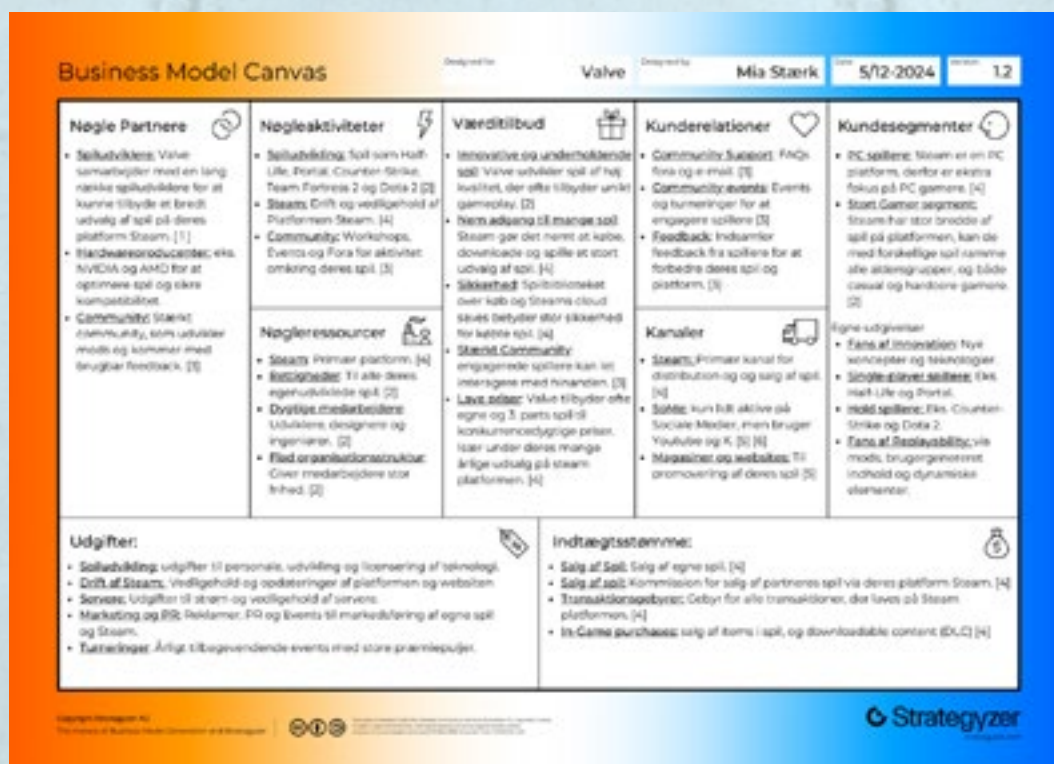 Business Model Canvas
Designed for:
Valve
Designed by:
Mia Stærk
Date:
5/12-2024
Version:
1.2
Nøgle Partnere
• Spiludviklere: Valve
samarbejder med en lang
række spiludviklere for at
kunne tilbyde et bredt
udvalg af spil på deres
platform Steam. [1]
• Hardwareproducenter: eks.
NVIDIA og AMD for at
optimere spil og sikre
kompatibilitet.
• Community: Stærkt
community, som udvikler
mods og kommer med
brugbar feedback. [3]
Nøgleaktiviteter
• Spiludvikling: Spil som Half-
Life, Portal, Counter-Strike,
Team Fortress 2 og Dota 2 [2]
• Steam: Drift og vedligehold af
Platformen Steam. [4]
• Community: Workshops,
Events og Fora for aktivitet
omkring deres spil. [3]
Nøgleressourcer
• Steam: Primær platform. [4]
• Rettigheder: Til alle deres
egenudviklede spil. [2]
• Dygtige medarbejdere:
Udviklere, designere og
ingeniører. [2]
• Flad organisationsstruktur:
Giver medarbejdere stor
frihed. [2]
Værditilbud
• Innovative og underholdende
spil: Valve udvikler spil af høj
kvalitet, der ofte tilbyder unikt
gameplay. [2]
• Nem adgang til mange spil:
Steam gør det nemt at købe,
downloade og spille et stort
udvalg af spil. [4]
• Sikkerhed: Spilbiblioteket
over køb og Steams cloud
saves betyder stor sikkerhed
for købte spil. [4]
• Stærkt Community:
engagerede spillere kan let
interagere med hinanden. [3]
• Lave priser: Valve tilbyder ofte
egne og 3. parts spil til
konkurrencedygtige priser.
Især under deres mange
årlige udsalg på steam
platformen. [4]
Kunderelationer
• Community Support: FAQs
fora og e-mail. [3]
• Community events: Events
og turneringer for at
engagere spillere [3]
• Feedback: Indsamler
feedback fra spillere for at
forbedre deres spil og
platform. [3]
Kanaler
• Steam: Primær kanal for
distribution og og salg af spil.
[4]
• SoMe: kun lidt aktive på
Sociale Medier, men bruger
Youtube og X. [5] [6]
• Magasiner og websites: Til
promovering af deres spil [5]
Kundesegmenter
• PC spillere: Steam er en PC
platform, derfor er ekstra
fokus på PC gamere. [4]
• Stort Gamer segment:
Steam har stor bredde af
spil på platformen, kan de
med forskellige spil ramme
alle aldersgrupper, og både
casual og hardcore gamere.
[2]
Egne udgivelser
• Fans af Innovation: Nye
koncepter og teknologier.
• Single-player spillere: Eks.
Half-Life og Portal.
• Hold spillere: Eks. Counter-
Strike og Dota 2.
• Fans af Replayability: via
mods, brugergenereret
indhold og dynamiske
elementer.
Udgifter:
• Spiludvikling: udgifter til personale, udvikling og licensering af teknologi.
• Drift af Steam: Vedligehold og opdateringer af platformen og websiten
• Servere: Udgifter til strøm og vedligehold af servere.
• Marketing og PR: Reklamer, PR og Events til markedsføring af egne spil
og Steam.
• Turneringer: Årligt tilbagevendende events med store præmiepuljer.
Indtægtsstrømme:
• Salg af Spil: Salg af egne spil. [4]
• Salg af spil: Kommission for salg af partneres spil via deres platform Steam. [4]
• Transaktionsgebyrer: Gebyr for alle transaktioner, der laves på Steam
platformen. [4]
• In-Game purchases: salg af items i spil, og downloadable content (DLC) [4]
Copyright Strategyzer AG
The makers of Business Model Generation and Strategyzer
Strategyzer
strategyzer.com